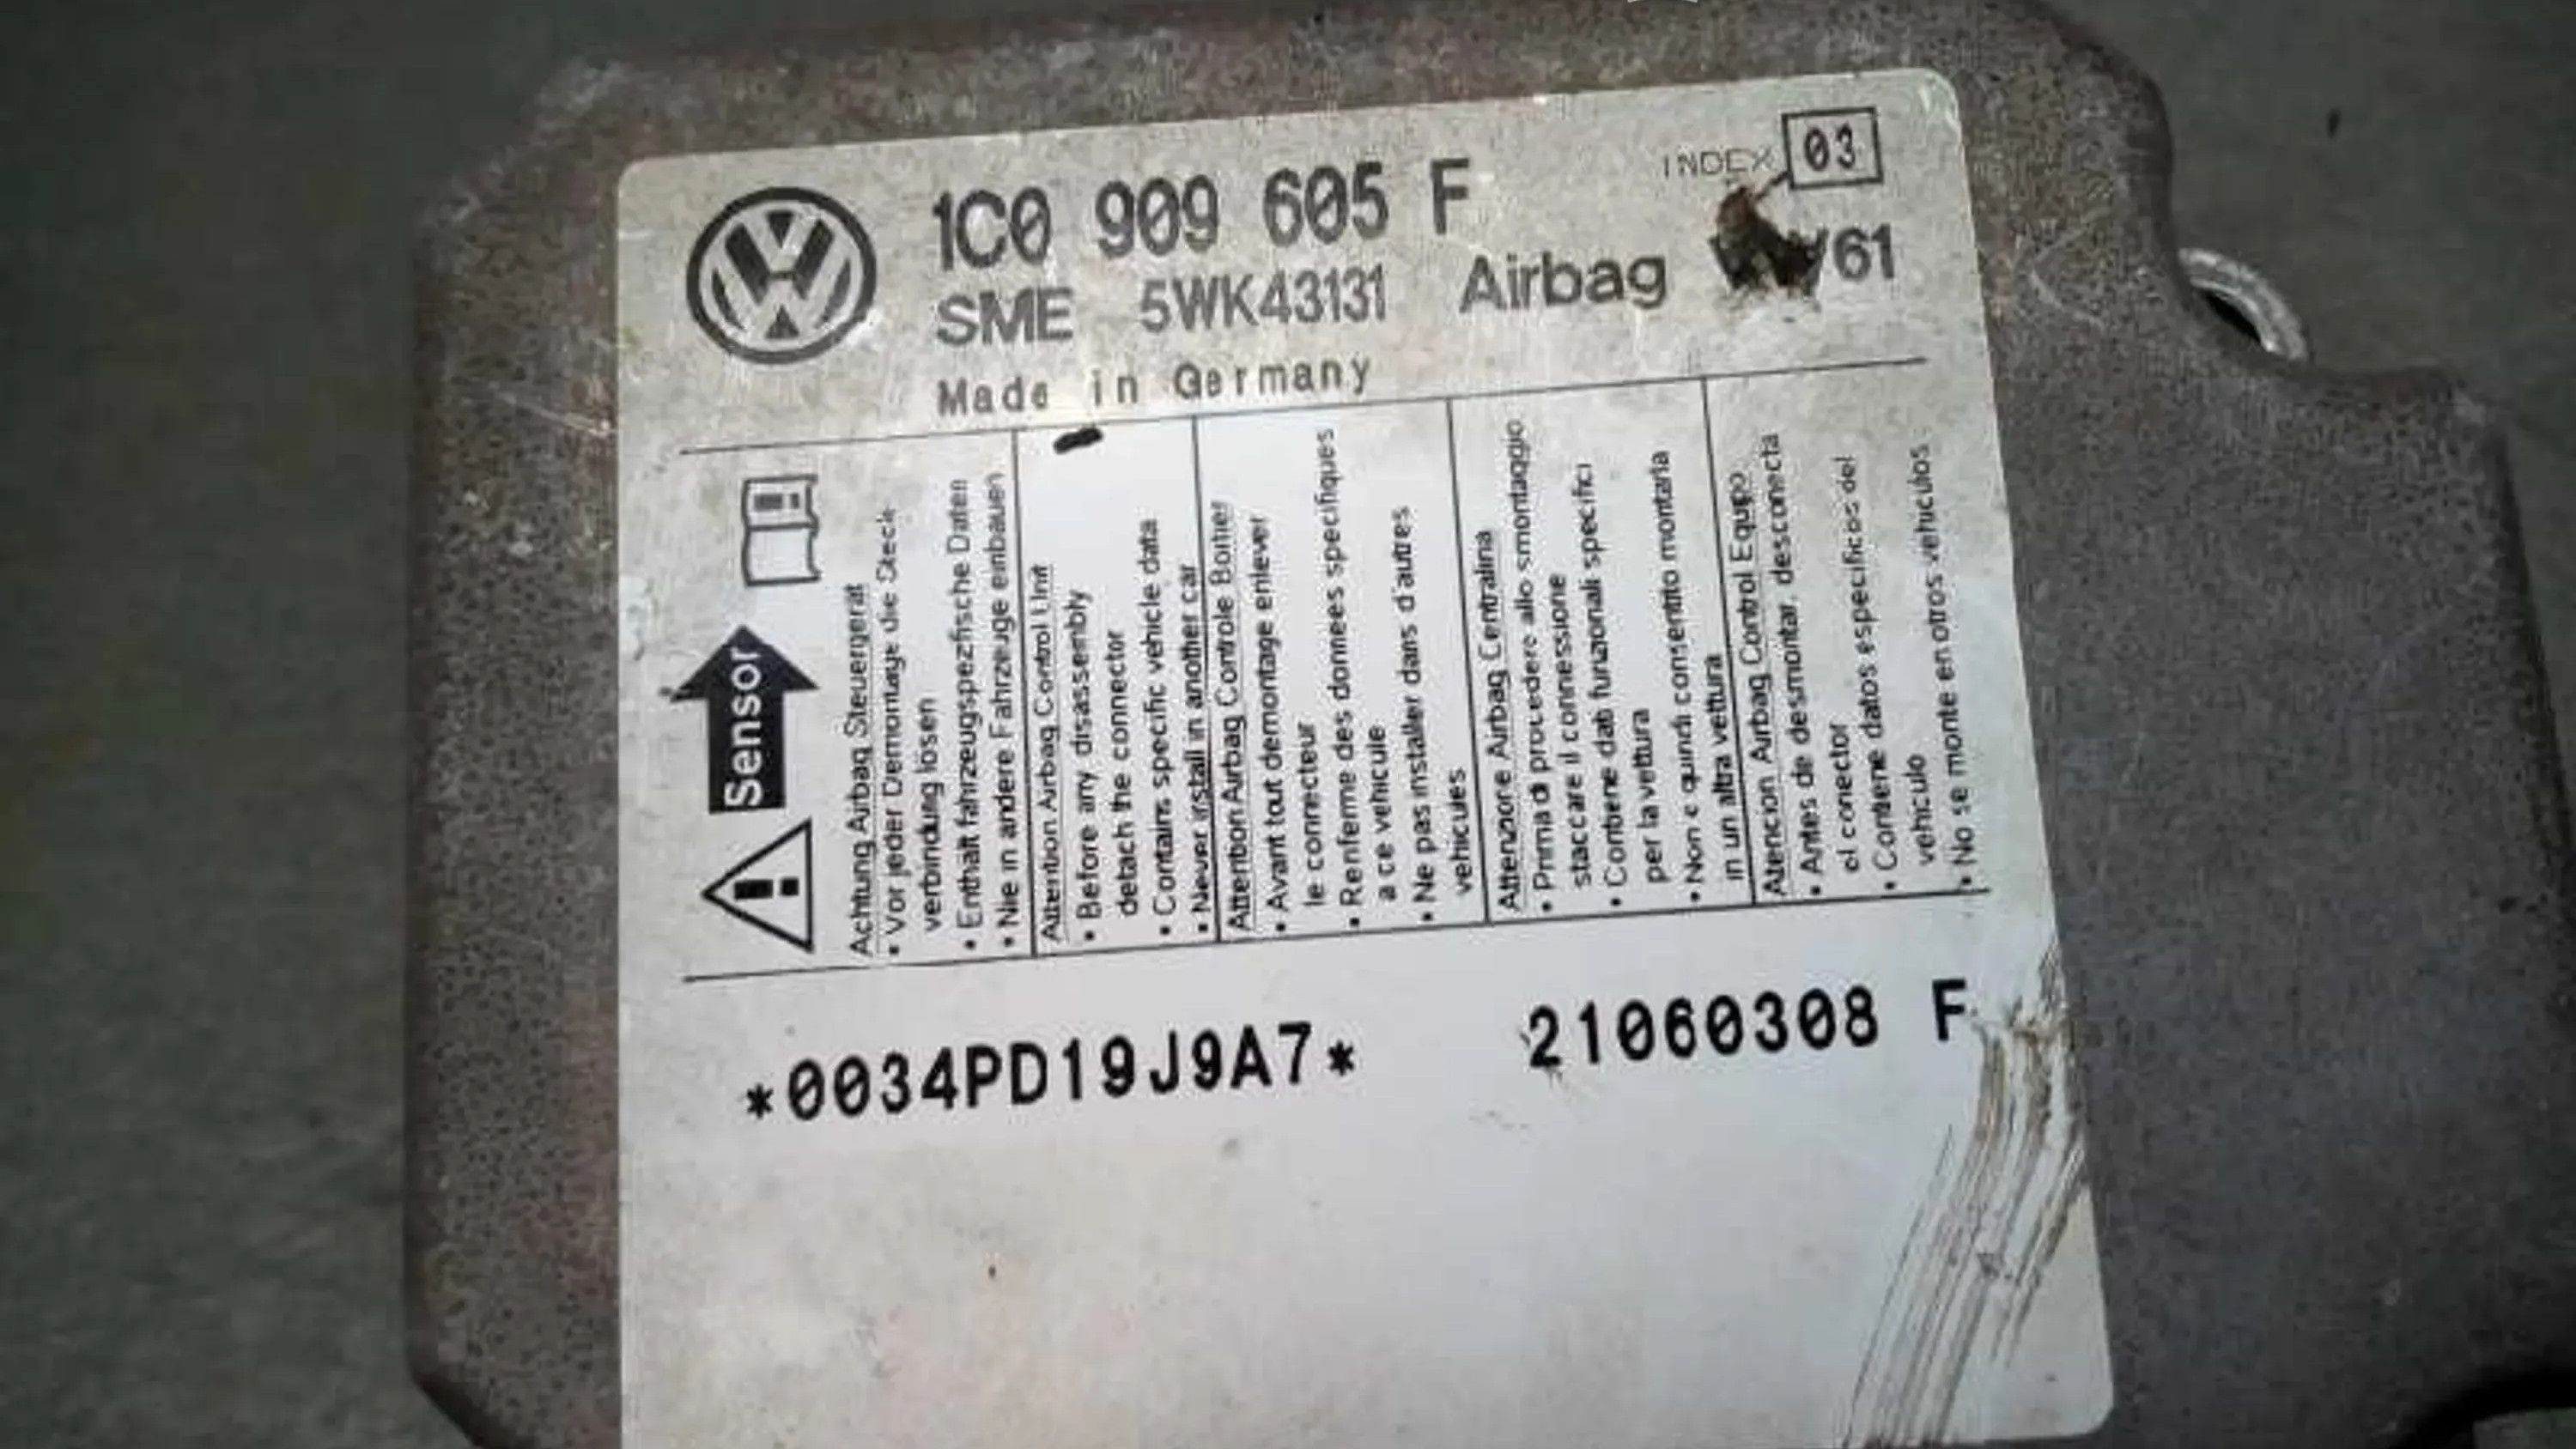 INDEX 03
1C0 909 605 F
SME 5WK43131 Airbag 61
Made in Germany
Sensor
Achtung Airbag Steuergerat
• Vor jeder Demontage die Steck-
verbindung losen
• Enthalt fahrzeugspezfische Daten
• Nie in andere Fahrzeuge einbauen
Attention Airbag Control Unit
• Before any disassembly
detach the connector
• Contains specific vehicle data
• Never install in another car
Attention Airbag Controle Boitier
• Avant tout demontage enlever
le connecteur
• Renferme des donnees specifiques
a ce vehicule
• Ne pas installer dans d'autres
vehicules
Attenzione Airbag Centralina
• Prima di procedere allo smontaggio
staccare il connessione
• Contiene dati funzionali specifici
per la vettura
• Non e quindi consentito montarla
in un altra vettura
Atencion Airbag Control Equipo
• Antes de desmontar, desconecta
el conector
• Contiene datos especificos del
vehiculo
• No se monte en otros vehiculos
*0034PD19J9A7* 21060308 F